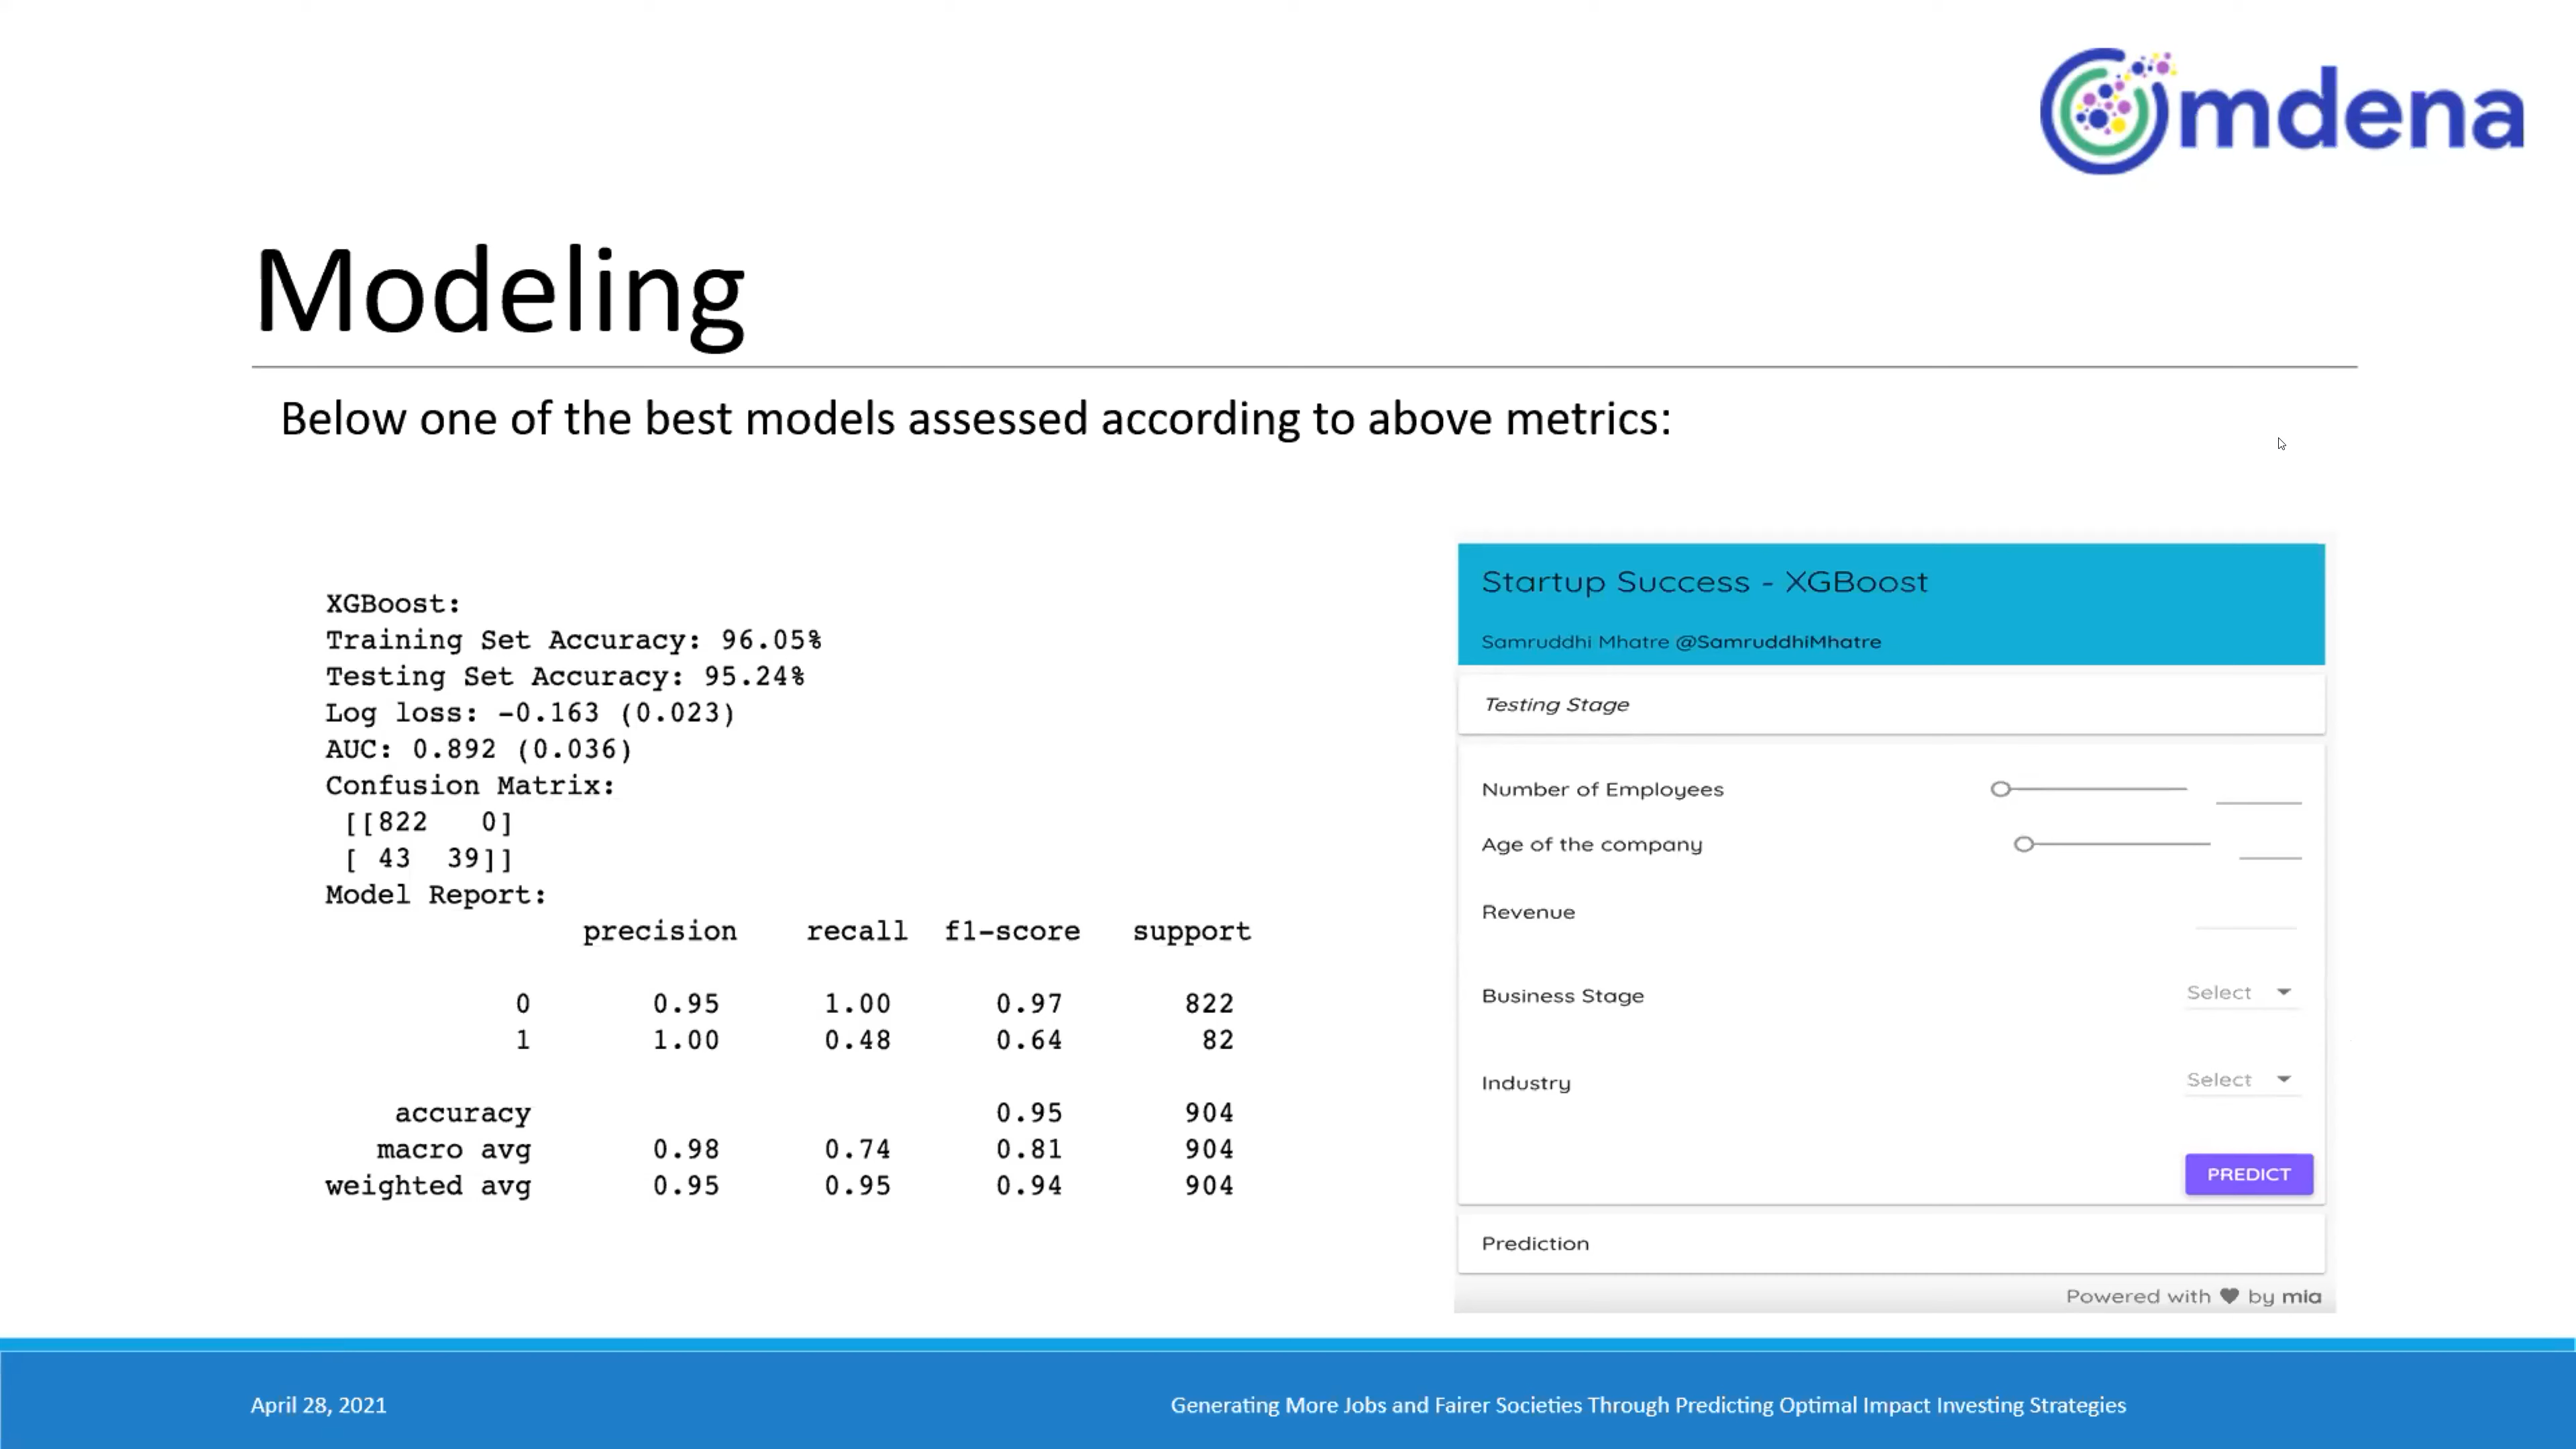 Omdena
Modeling
Below one of the best models assessed according to above metrics:
XGBoost:
Training Set Accuracy: 96.05%
Testing Set Accuracy: 95.24%
Log loss: -0.163 (0.023)
AUC: 0.892 (0.036)
Confusion Matrix:
[[822 0]
[ 43 39]]
Model Report:
precision recall f1-score support
0 0.95 1.00 0.97 822
1 1.00 0.48 0.64 82
accuracy 0.95 904
macro avg 0.98 0.74 0.81 904
weighted avg 0.95 0.95 0.94 904
Startup Success - XGBoost
Samruddhi Mhatre @SamruddhiMhatre
Testing Stage
Number of Employees
Age of the company
Revenue
Business Stage Select
Industry Select
PREDICT
Prediction
Powered with ♥ by mia
April 28, 2021
Generating More Jobs and Fairer Societies Through Predicting Optimal Impact Investing Strategies